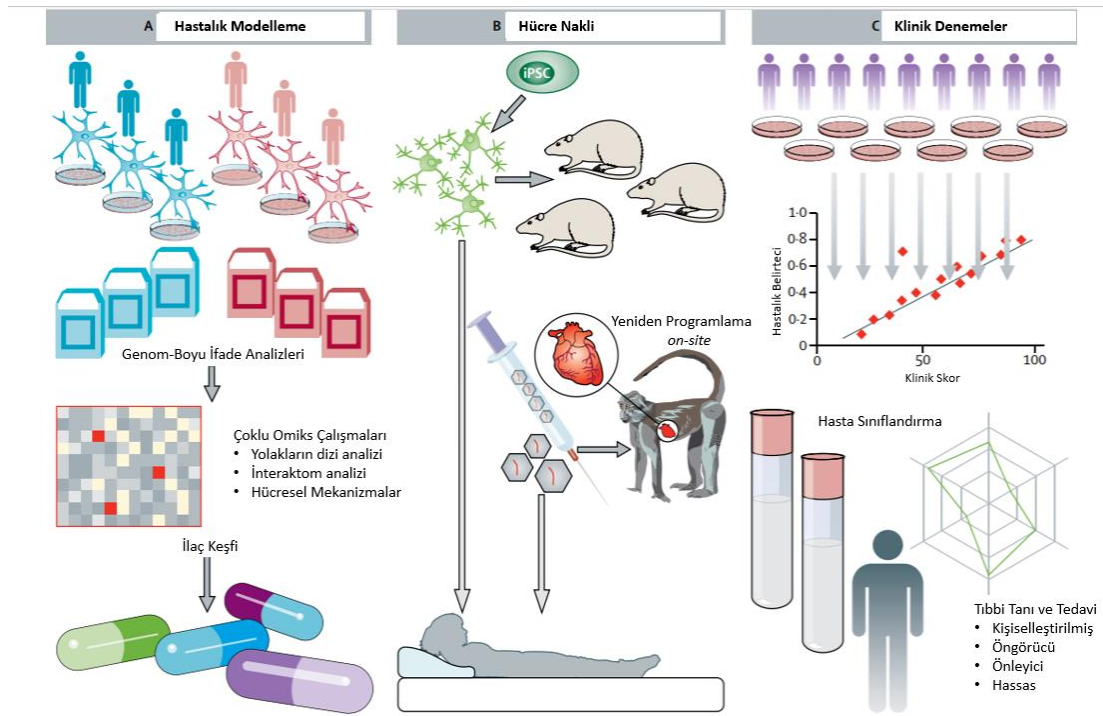 A Hastalık Modelleme
Genom-Boyu İfade Analizleri
Çoklu Omiks Çalışmaları
• Yolakların dizi analizi
• İnteraktom analizi
• Hücresel Mekanizmalar
İlaç Keşfi
B Hücre Nakli
iPSC
Yeniden Programlama
on-site
C Klinik Denemeler
Hastalık Belirteci
1·0
0·8
0·6
0·4
0·2
0
0 50 100
Klinik Skor
Hasta Sınıflandırma
Tıbbi Tanı ve Tedavi
• Kişiselleştirilmiş
• Öngörücü
• Önleyici
• Hassas